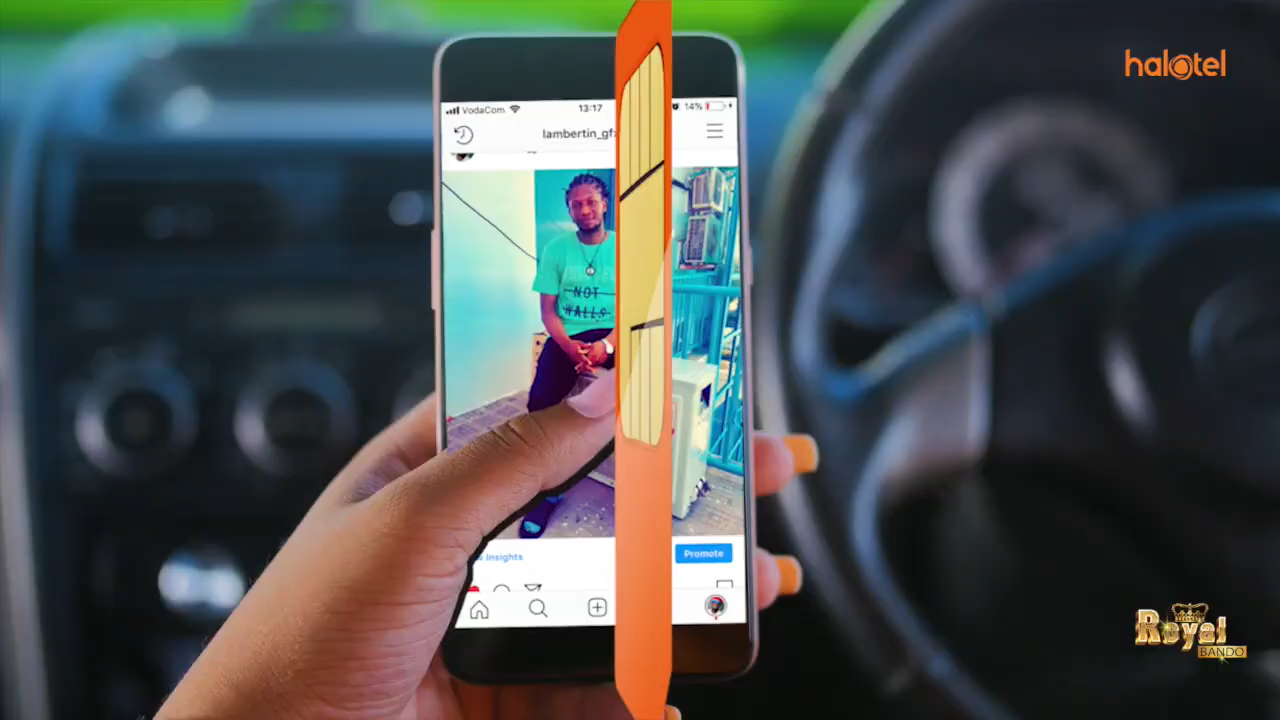 halotel
VodaCom
13:17
14%
lambertin_gf
NOT
WALLS
Insights
Promote
Royal
BANDO